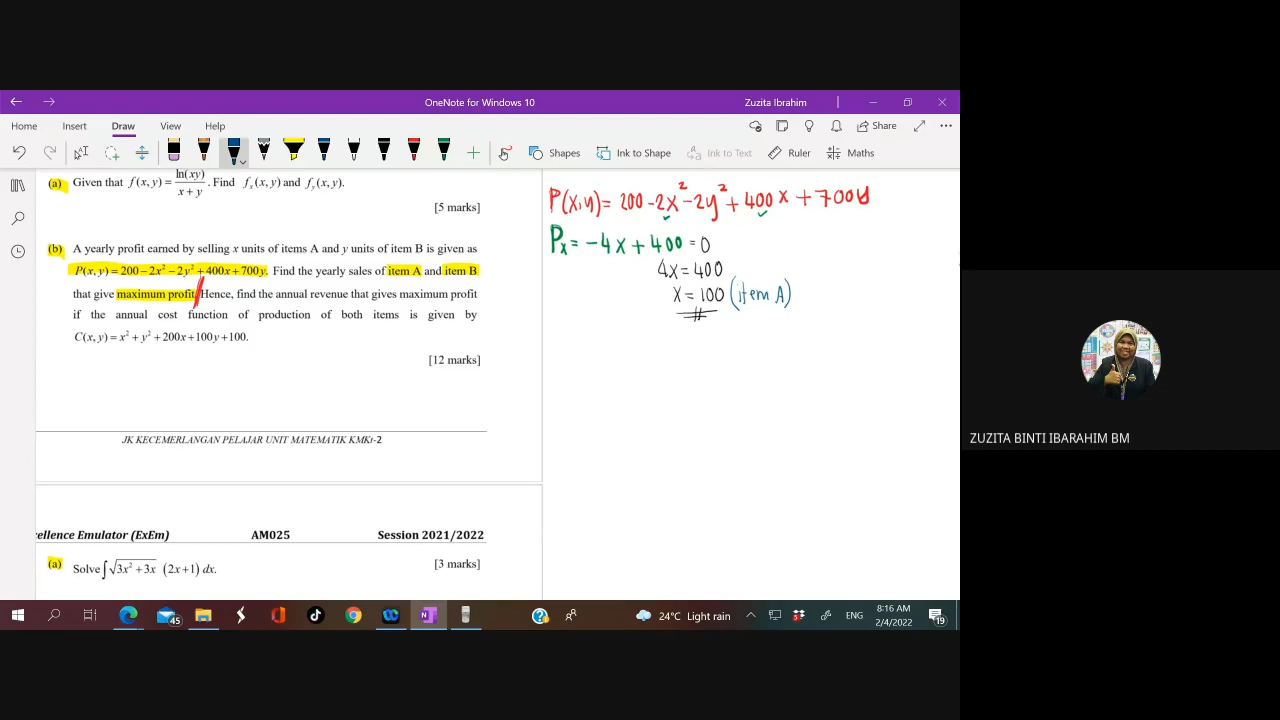 OneNote for Windows 10
Zuzita Ibrahim
Home Insert Draw View Help
Share
Shapes Ink to Shape Ink to Text Ruler Maths
(a) Given that f(x, y) = ln(xy) / (x + y). Find fₓ(x, y) and f_y(x, y).
[5 marks]
(b) A yearly profit earned by selling x units of items A and y units of item B is given as
P(x, y) = 200 − 2x² − 2y² + 400x + 700y. Find the yearly sales of item A and item B
that give maximum profit. Hence, find the annual revenue that gives maximum profit
if the annual cost function of production of both items is given by
C(x, y) = x² + y² + 200x + 100y + 100.
[12 marks]
JK KECEMERLANGAN PELAJAR UNIT MATEMATIK KMKt-2
ellence Emulator (ExEm) AM025 Session 2021/2022
(a) Solve ∫ √(3x² + 3x) (2x + 1) dx.
[3 marks]
P(x,y) = 200 - 2x² - 2y² + 400x + 700y
Pₓ = -4x + 400 = 0
4x = 400
x = 100 (item A)
ZUZITA BINTI IBARAHIM BM
45
24°C Light rain
ENG
8:16 AM
2/4/2022
19